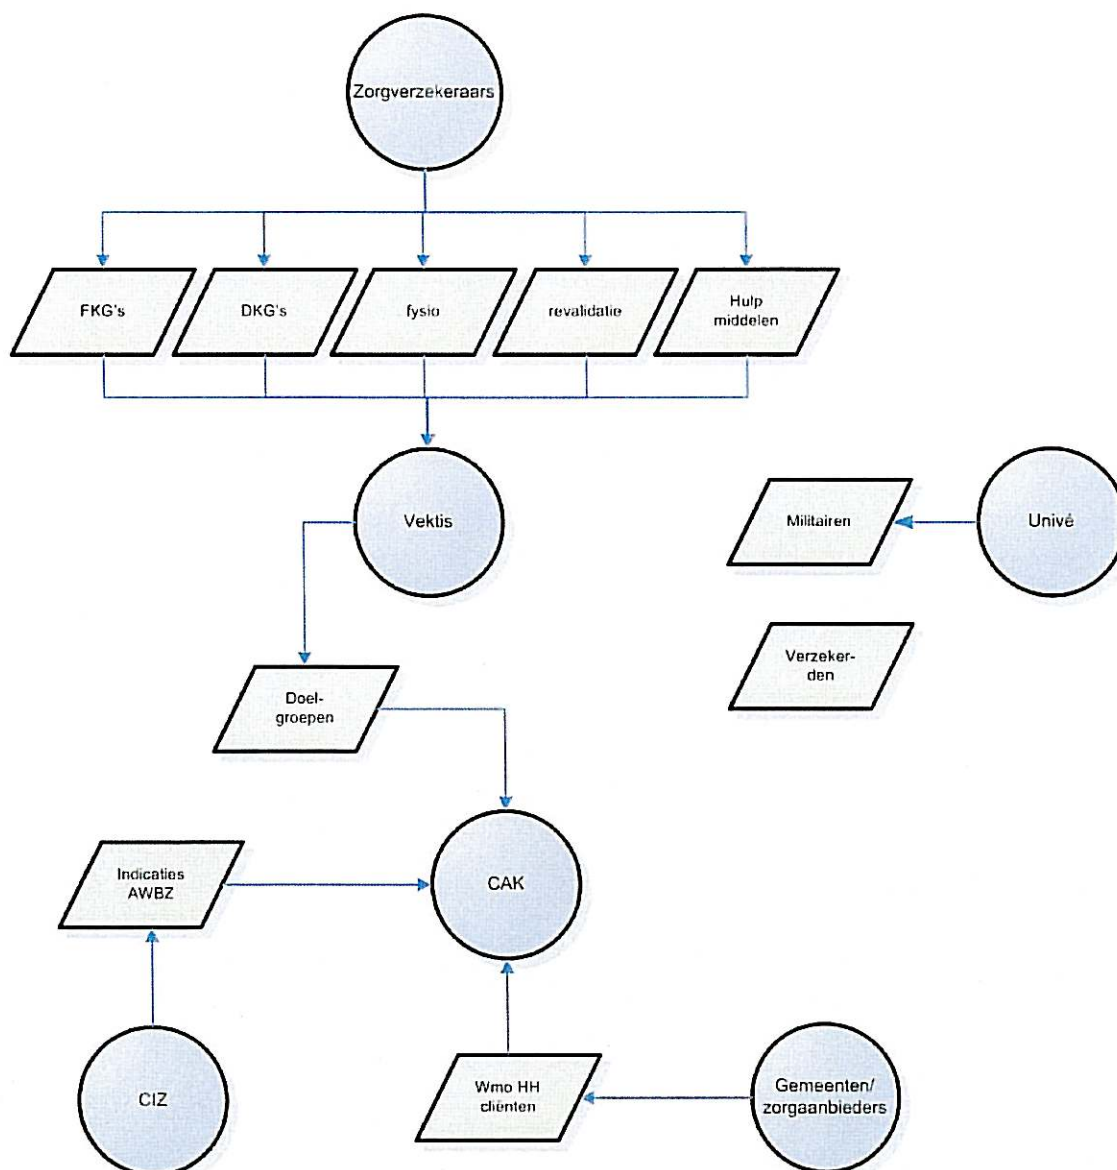 Zorgverzekeraars
FKG's
DKG's
fysio
revalidatie
Hulp
middelen
Vektis
Militairen
Univé
Verzeker-
den
Doel-
groepen
Indicaties
AWBZ
CAK
CIZ
Wmo HH
cliënten
Gemeenten/
zorgaanbieders